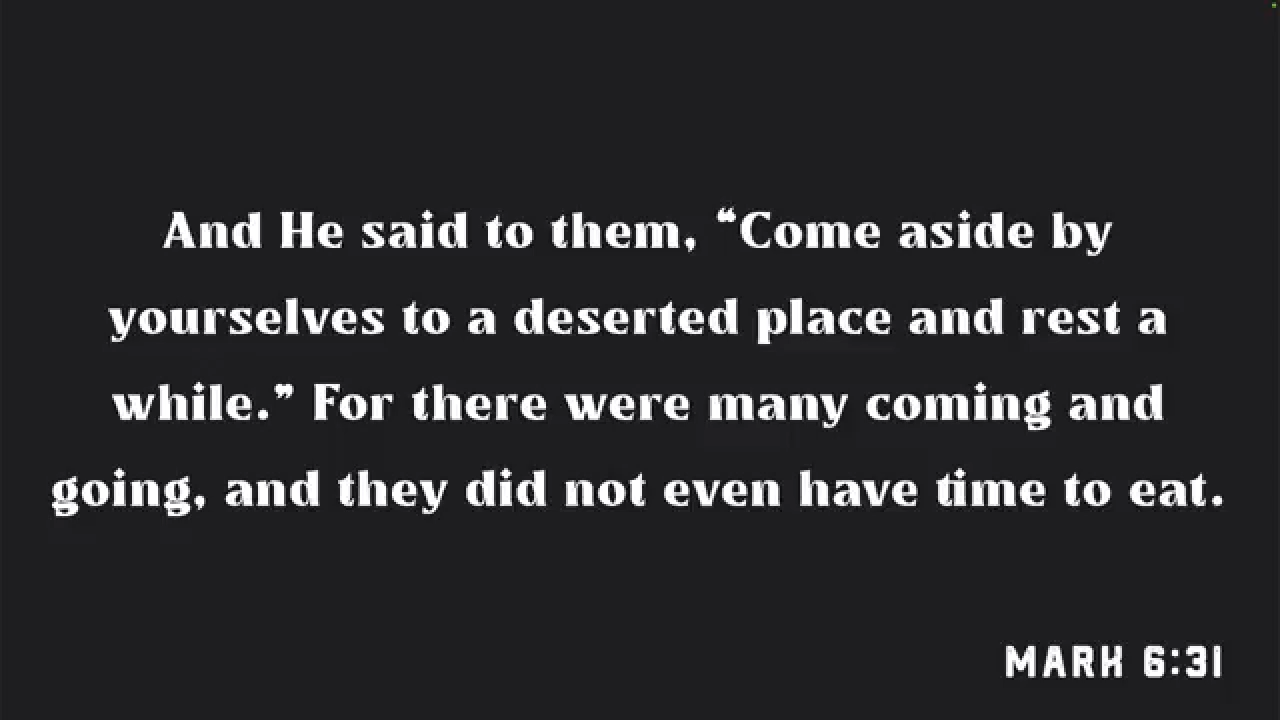 And He said to them, “Come aside by
yourselves to a deserted place and rest a
while.” For there were many coming and
going, and they did not even have time to eat.
MARK 6:31